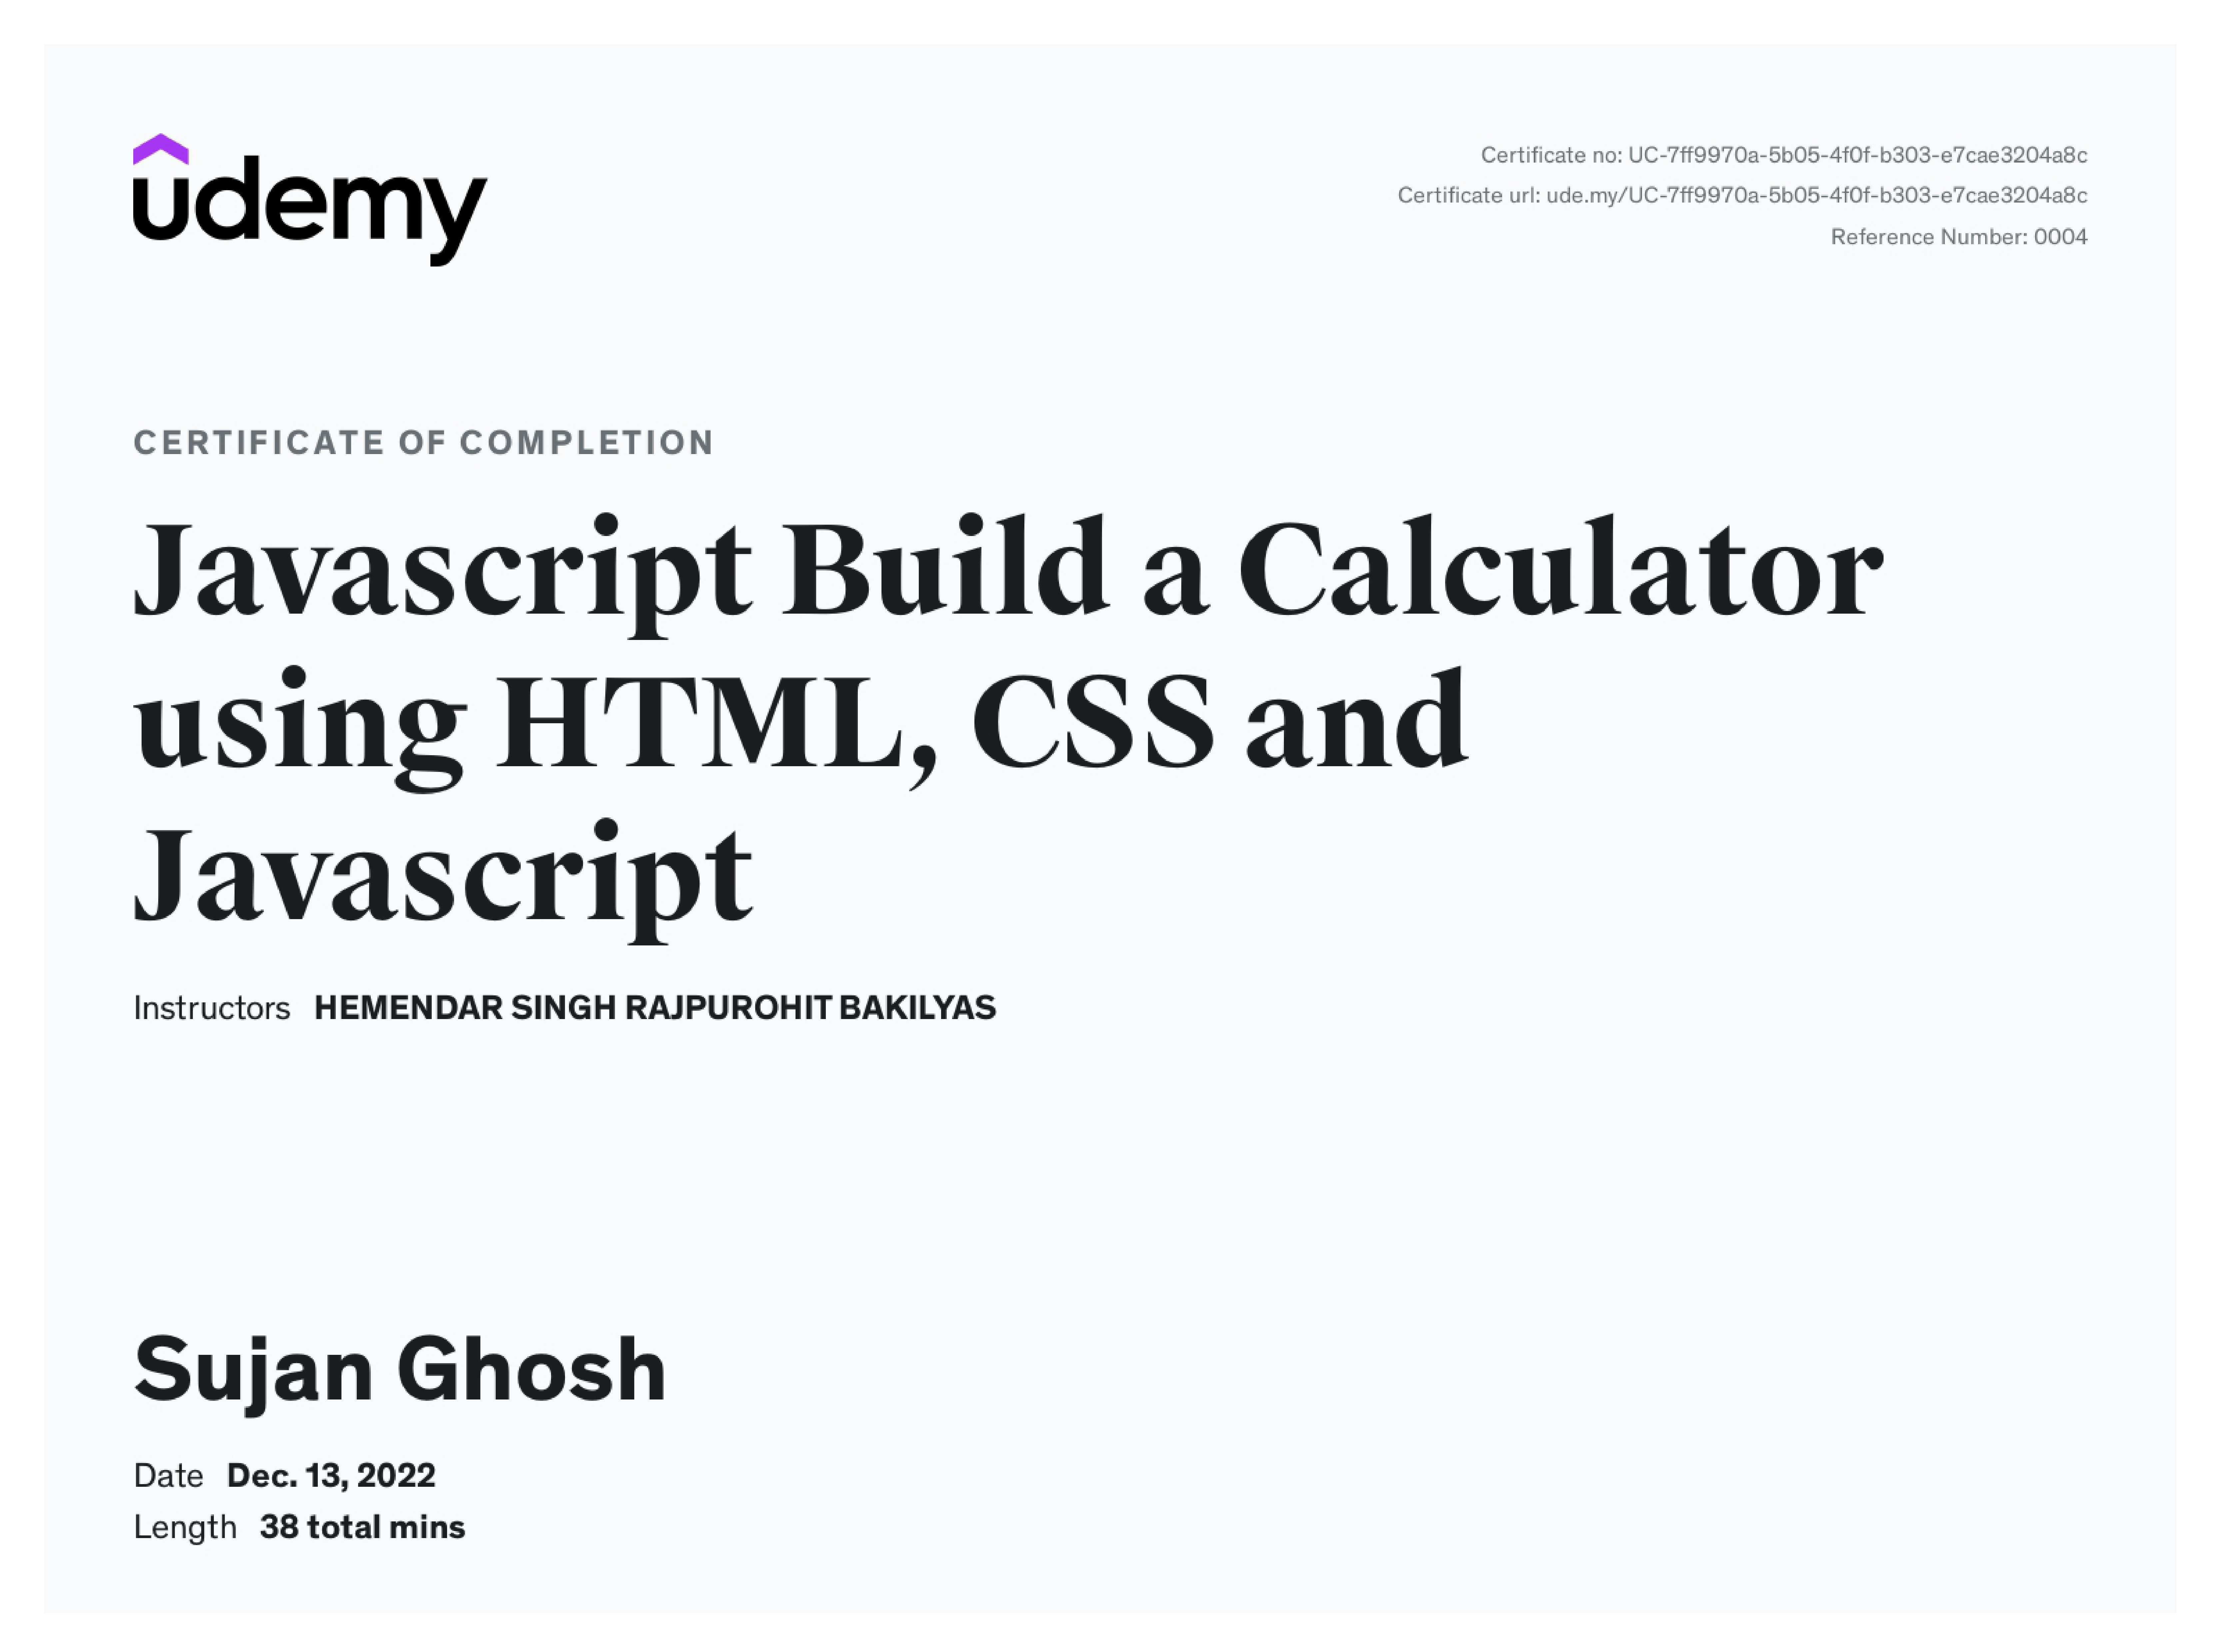 udemy
Certificate no: UC-7ff9970a-5b05-4f0f-b303-e7cae3204a8c
Certificate url: ude.my/UC-7ff9970a-5b05-4f0f-b303-e7cae3204a8c
Reference Number: 0004
CERTIFICATE OF COMPLETION
Javascript Build a Calculator
using HTML, CSS and
Javascript
Instructors HEMENDAR SINGH RAJPUROHIT BAKILYAS
Sujan Ghosh
Date Dec. 13, 2022
Length 38 total mins